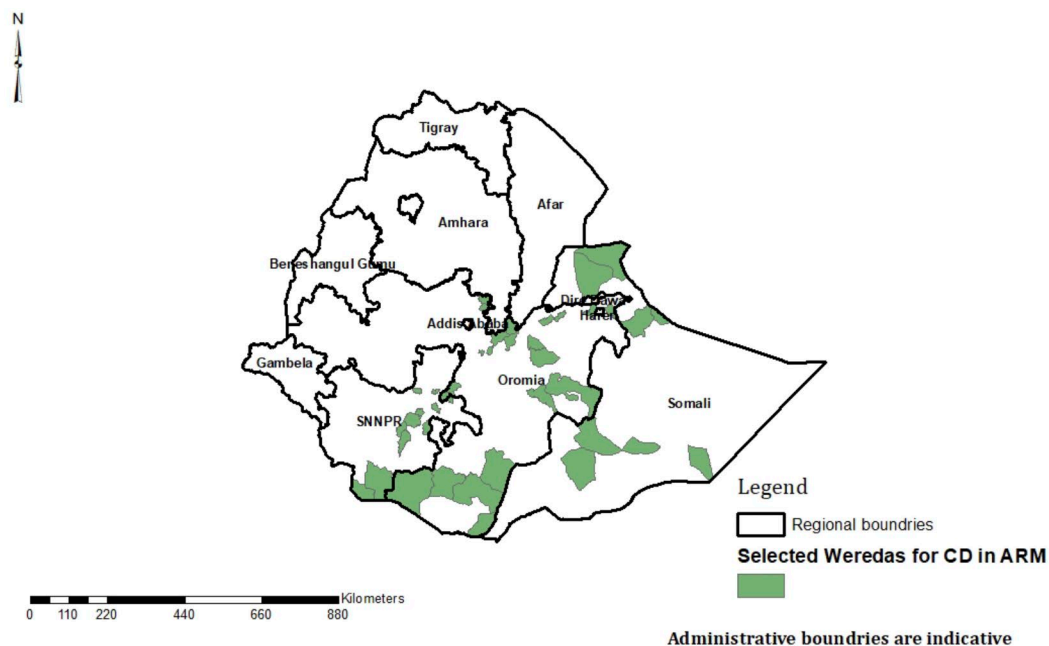 N
Tigray
Afar
Amhara
Beneshangul Gumu
Dire Dawa
Harer
Addis Ababa
Gambela
Oromia
Somali
SNNPR
Legend
Regional boundries
Selected Weredas for CD in ARM
Kilometers
0 110 220 440 660 880
Administrative boundries are indicative